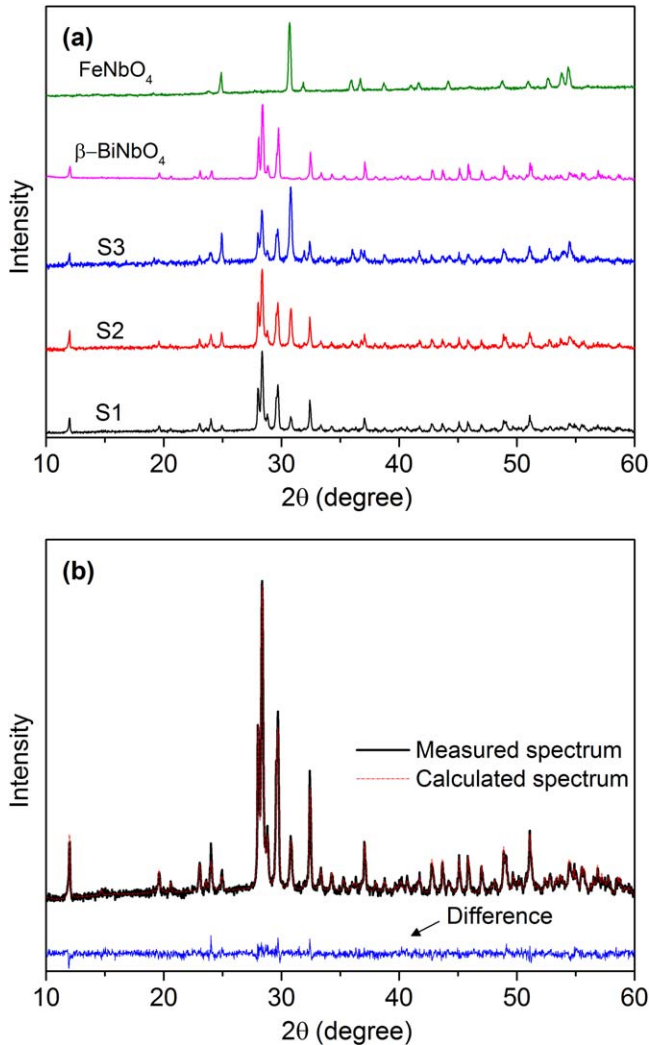 (a)
FeNbO₄
β–BiNbO₄
S3
S2
S1
Intensity
10 20 30 40 50 60
2θ (degree)
(b)
Measured spectrum
Calculated spectrum
Difference
Intensity
10 20 30 40 50 60
2θ (degree)